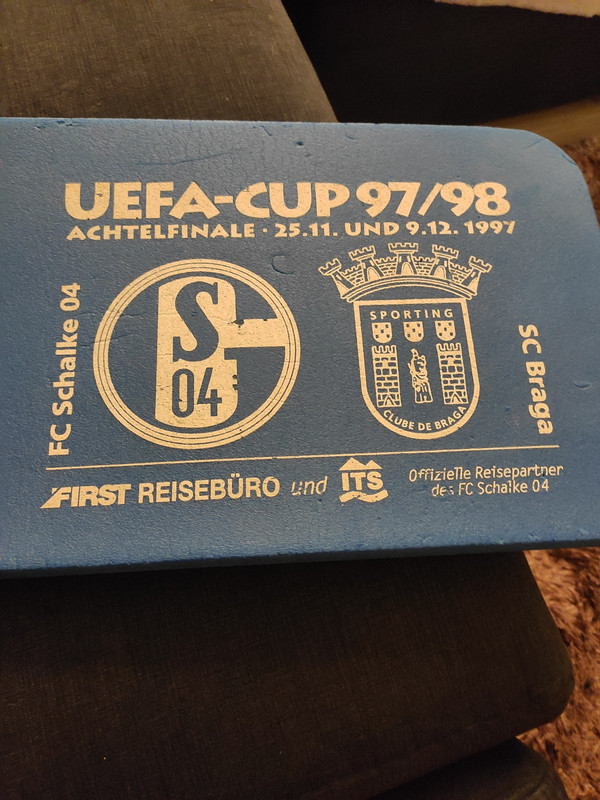 UEFA-CUP 97/98
ACHTELFINALE · 25.11. UND 9.12. 1997
FC Schalke 04
S
04
SPORTING
CLUBE DE BRAGA
SC Braga
FIRST REISEBÜRO und ITS
Offizielle Reisepartner
des FC Schalke 04